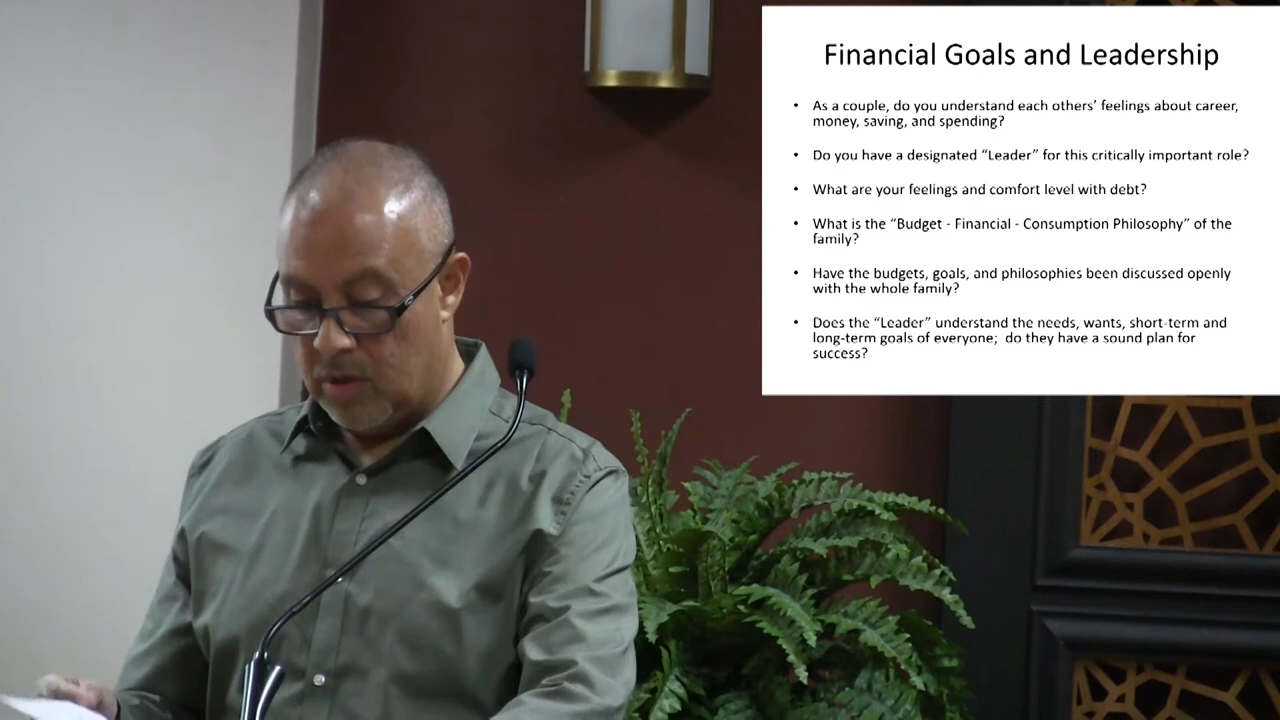 Financial Goals and Leadership
• As a couple, do you understand each others’ feelings about career,
money, saving, and spending?
• Do you have a designated “Leader” for this critically important role?
• What are your feelings and comfort level with debt?
• What is the “Budget - Financial - Consumption Philosophy” of the
family?
• Have the budgets, goals, and philosophies been discussed openly
with the whole family?
• Does the “Leader” understand the needs, wants, short-term and
long-term goals of everyone;  do they have a sound plan for
success?